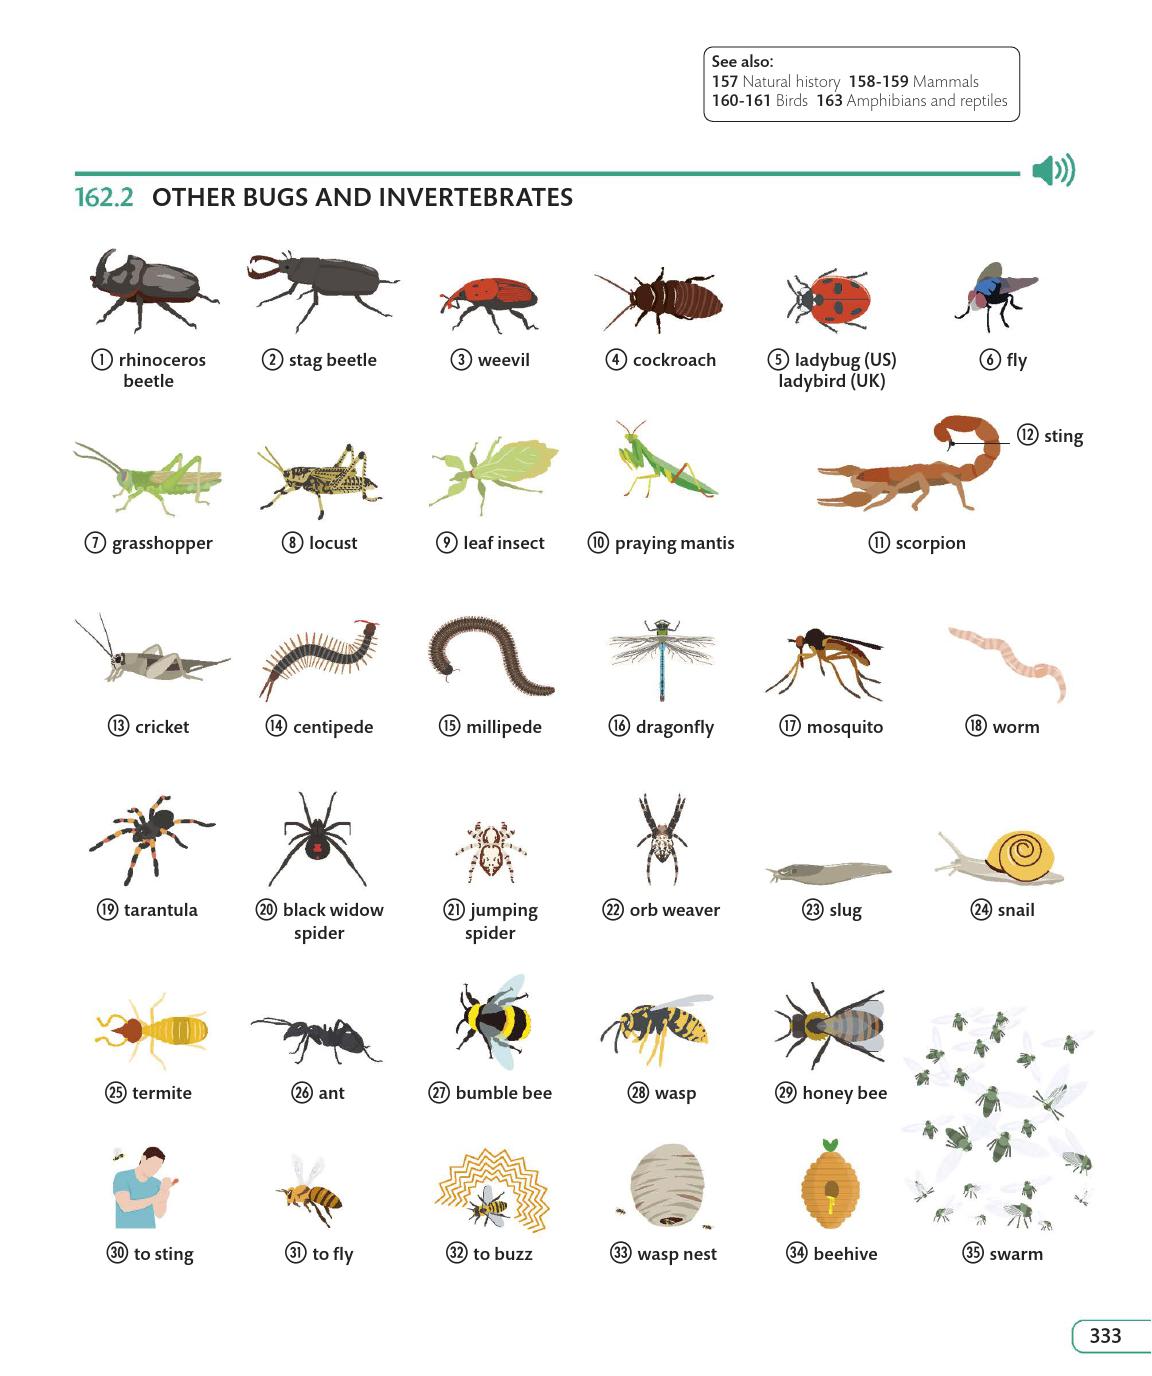 See also:
157 Natural history 158-159 Mammals
160-161 Birds 163 Amphibians and reptiles
162.2 OTHER BUGS AND INVERTEBRATES
1 rhinoceros
beetle
2 stag beetle
3 weevil
4 cockroach
5 ladybug (US)
ladybird (UK)
6 fly
12 sting
7 grasshopper
8 locust
9 leaf insect
10 praying mantis
11 scorpion
13 cricket
14 centipede
15 millipede
16 dragonfly
17 mosquito
18 worm
19 tarantula
20 black widow
spider
21 jumping
spider
22 orb weaver
23 slug
24 snail
25 termite
26 ant
27 bumble bee
28 wasp
29 honey bee
30 to sting
31 to fly
32 to buzz
33 wasp nest
34 beehive
35 swarm
333